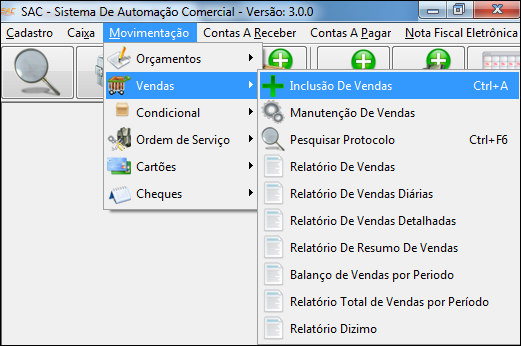 SAC - Sistema De Automação Comercial - Versão: 3.0.0
Cadastro Caixa Movimentação Contas A Receber Contas A Pagar Nota Fiscal Eletrônica
Orçamentos
Vendas
Condicional
Ordem de Serviço
Cartões
Cheques
Inclusão De Vendas Ctrl+A
Manutenção De Vendas
Pesquisar Protocolo Ctrl+F6
Relatório De Vendas
Relatório De Vendas Diárias
Relatório De Vendas Detalhadas
Relatório De Resumo De Vendas
Balanço de Vendas por Periodo
Relatório Total de Vendas por Período
Relatório Dizimo